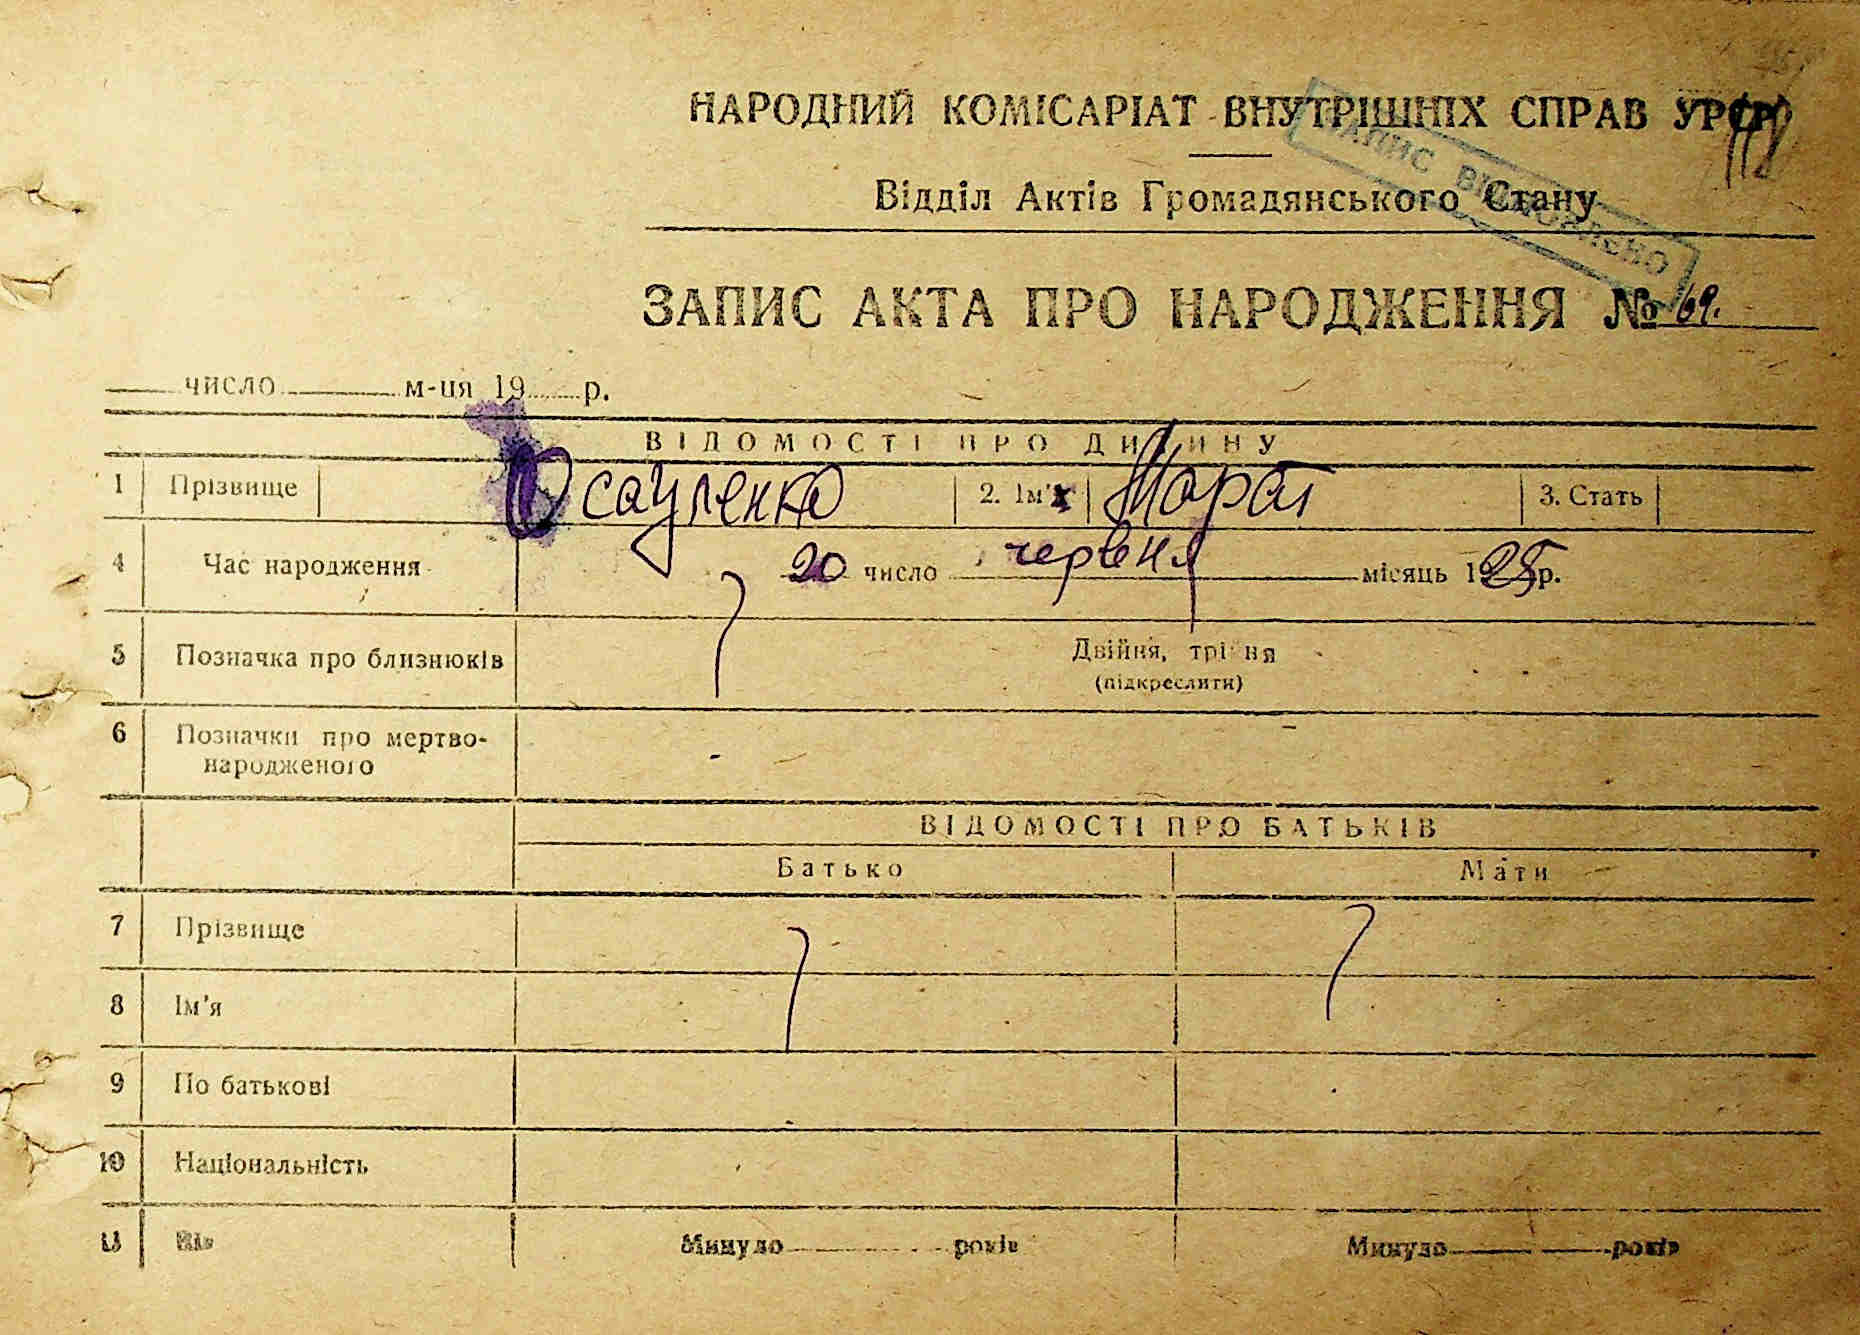 НАРОДНИЙ КОМІСАРІАТ ВНУТРІШНІХ СПРАВ УРСР
ЗАПИС ВІДНОВЛЕНО
Відділ Актів Громадянського Стану
ЗАПИС АКТА ПРО НАРОДЖЕННЯ № 69.
число м-ця 19 р.
ВІДОМОСТІ ПРО ДИТИНУ
1 Прізвище Осауленко 2. Ім'я Марат 3. Стать
4 Час народження 20 число червня місяць 1925 р.
5 Позначка про близнюків Двійня, трійня
(підкреслити)
6 Позначки про мертво-
народженого
ВІДОМОСТІ ПРО БАТЬКІВ
Батько Мати
7 Прізвище
8 Ім'я
9 По батькові
10 Національність
11 Вік Минуло років Минуло років